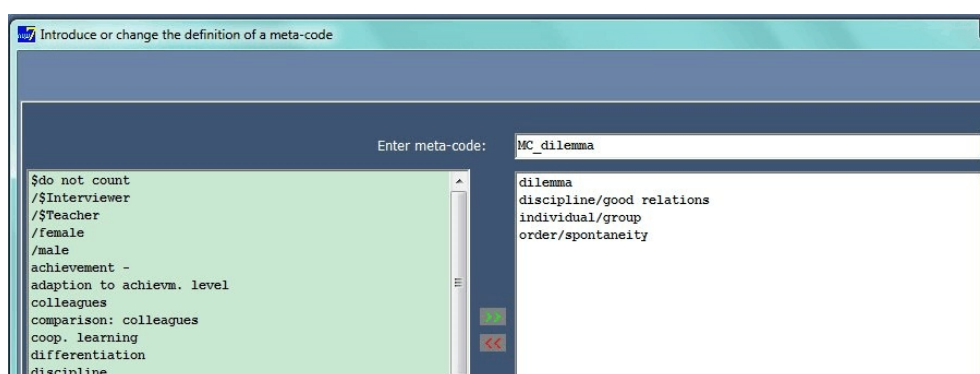 Introduce or change the definition of a meta-code
Enter meta-code:
MC_dilemma
$do not count
/$Interviewer
/$Teacher
/female
/male
achievement -
adaption to achievm. level
colleagues
comparison: colleagues
coop. learning
differentiation
discipline
>>
<<
dilemma
discipline/good relations
individual/group
order/spontaneity